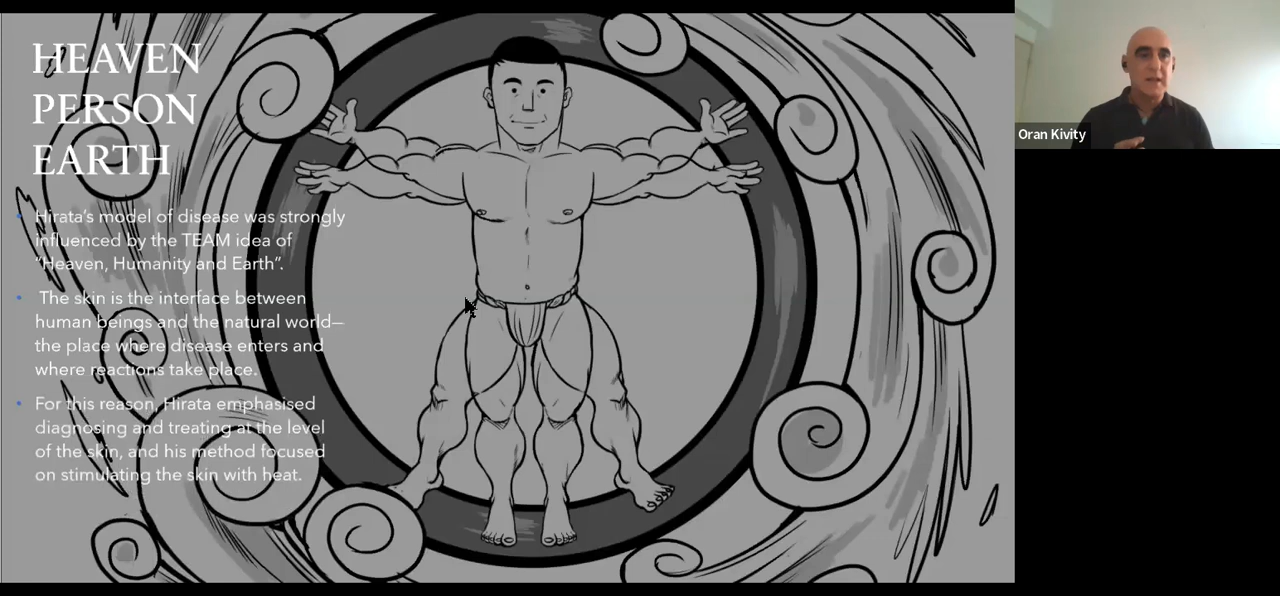 HEAVEN
PERSON
EARTH
Hirata's model of disease was strongly
influenced by the TEAM idea of
"Heaven, Humanity and Earth".
The skin is the interface between
human beings and the natural world—
the place where disease enters and
where reactions take place.
For this reason, Hirata emphasised
diagnosing and treating at the level
of the skin, and his method focused
on stimulating the skin with heat.
Oran Kivity